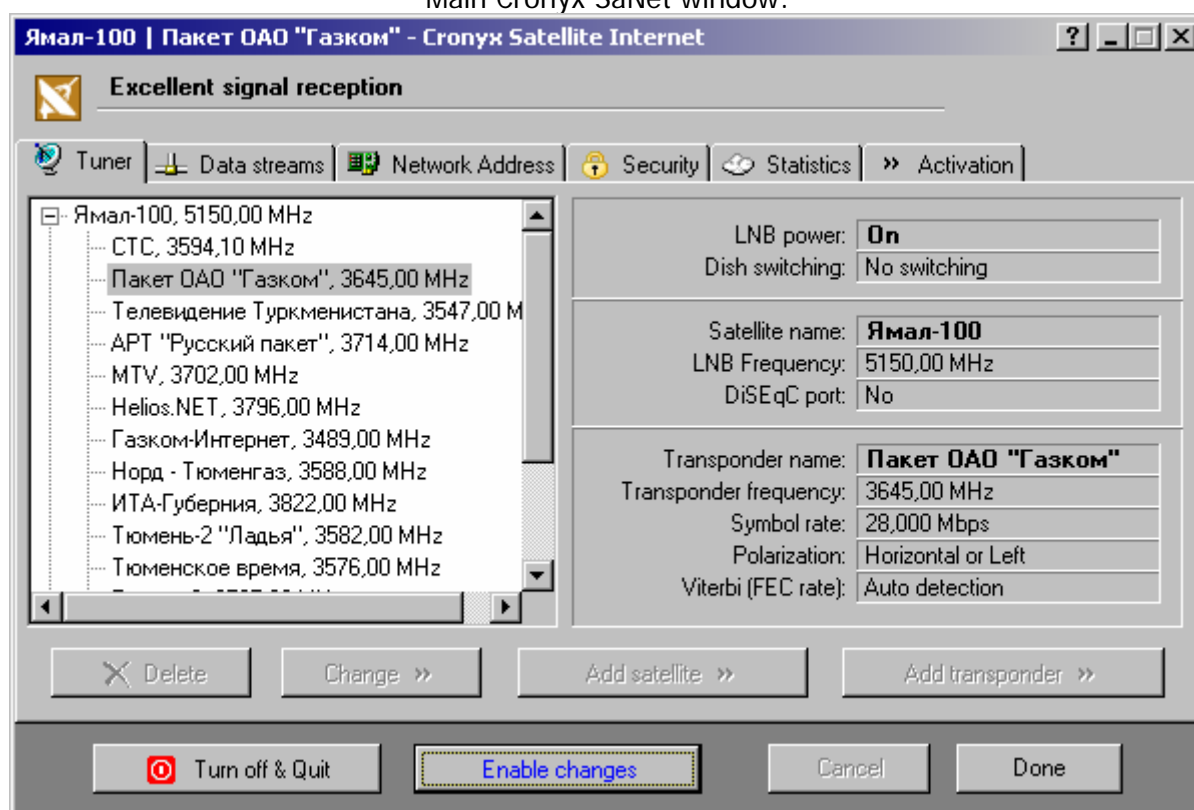 Main Cronyx SaNet window:
Ямал-100 | Пакет ОАО "Газком" - Cronyx Satellite Internet
Excellent signal reception
Tuner Data streams Network Address Security Statistics » Activation
Ямал-100, 5150,00 MHz
СТС, 3594,10 MHz
Пакет ОАО "Газком", 3645,00 MHz
Телевидение Туркменистана, 3547,00 M
АРТ "Русский пакет", 3714,00 MHz
MTV, 3702,00 MHz
Helios.NET, 3796,00 MHz
Газком-Интернет, 3489,00 MHz
Норд - Тюменгаз, 3588,00 MHz
ИТА-Губерния, 3822,00 MHz
Тюмень-2 "Ладья", 3582,00 MHz
Тюменское время, 3576,00 MHz
LNB power: On
Dish switching: No switching
Satellite name: Ямал-100
LNB Frequency: 5150,00 MHz
DiSEqC port: No
Transponder name: Пакет ОАО "Газком"
Transponder frequency: 3645,00 MHz
Symbol rate: 28,000 Mbps
Polarization: Horizontal or Left
Viterbi (FEC rate): Auto detection
Delete Change » Add satellite » Add transponder »
Turn off & Quit Enable changes Cancel Done